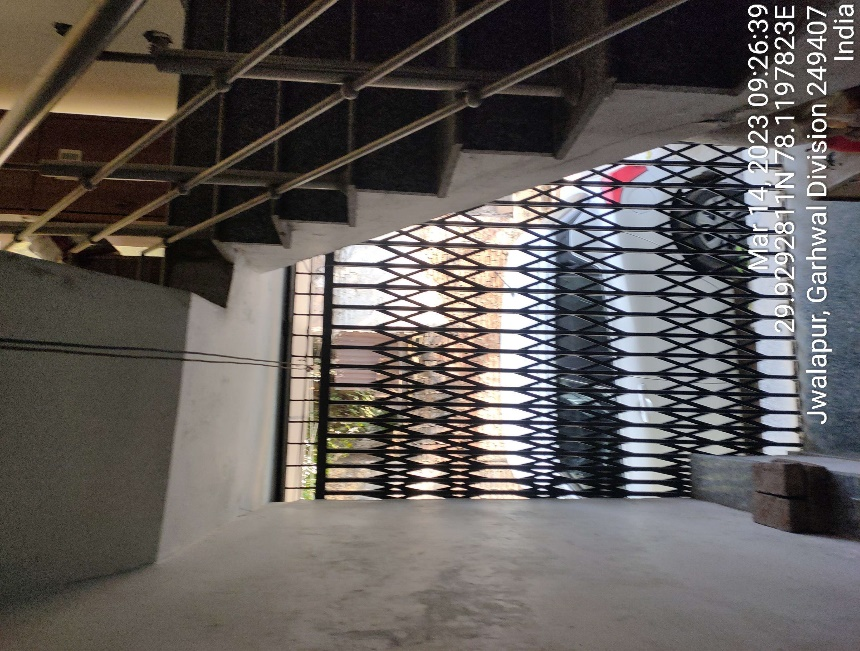 Mar 14, 2023 09:26:39
29.9292811N 78.1197823E
Jwalapur, Garhwal Division 249407
India